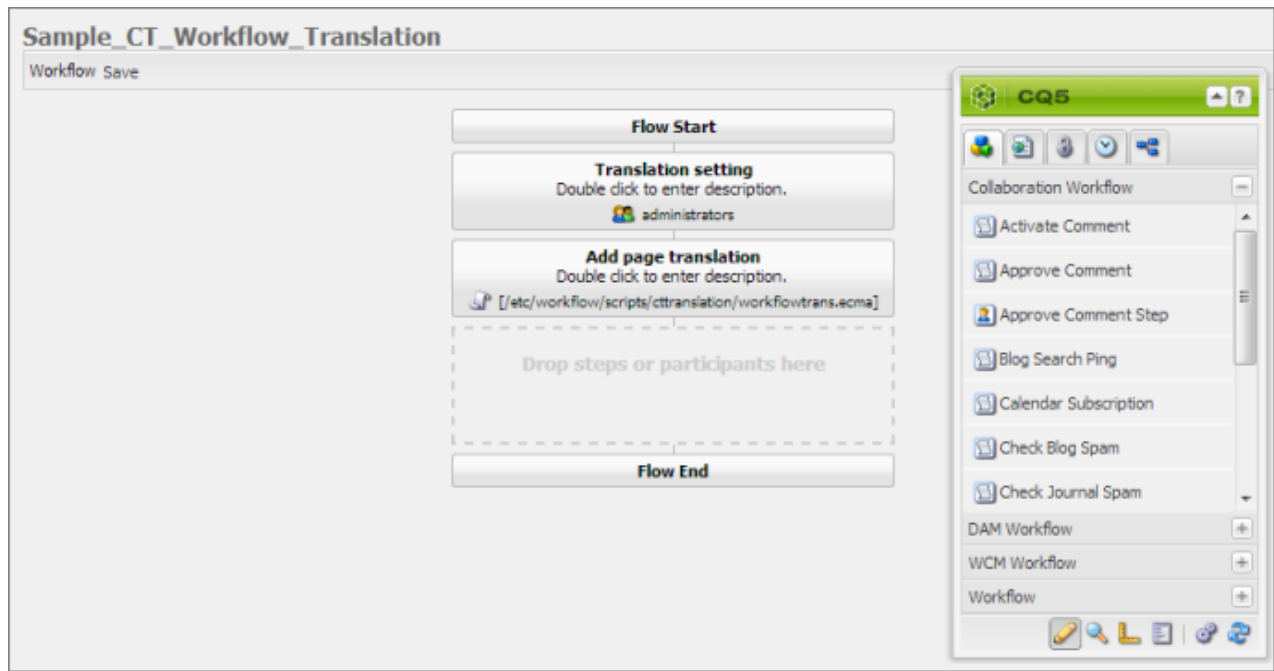 Sample_CT_Workflow_Translation
Workflow Save
Flow Start
Translation setting
Double click to enter description.
administrators
Add page translation
Double click to enter description.
[/etc/workflow/scripts/cttranslation/workflowtrans.ecma]
Drop steps or participants here
Flow End
CQ5
?
Collaboration Workflow
Activate Comment
Approve Comment
Approve Comment Step
Blog Search Ping
Calendar Subscription
Check Blog Spam
Check Journal Spam
DAM Workflow
WCM Workflow
Workflow